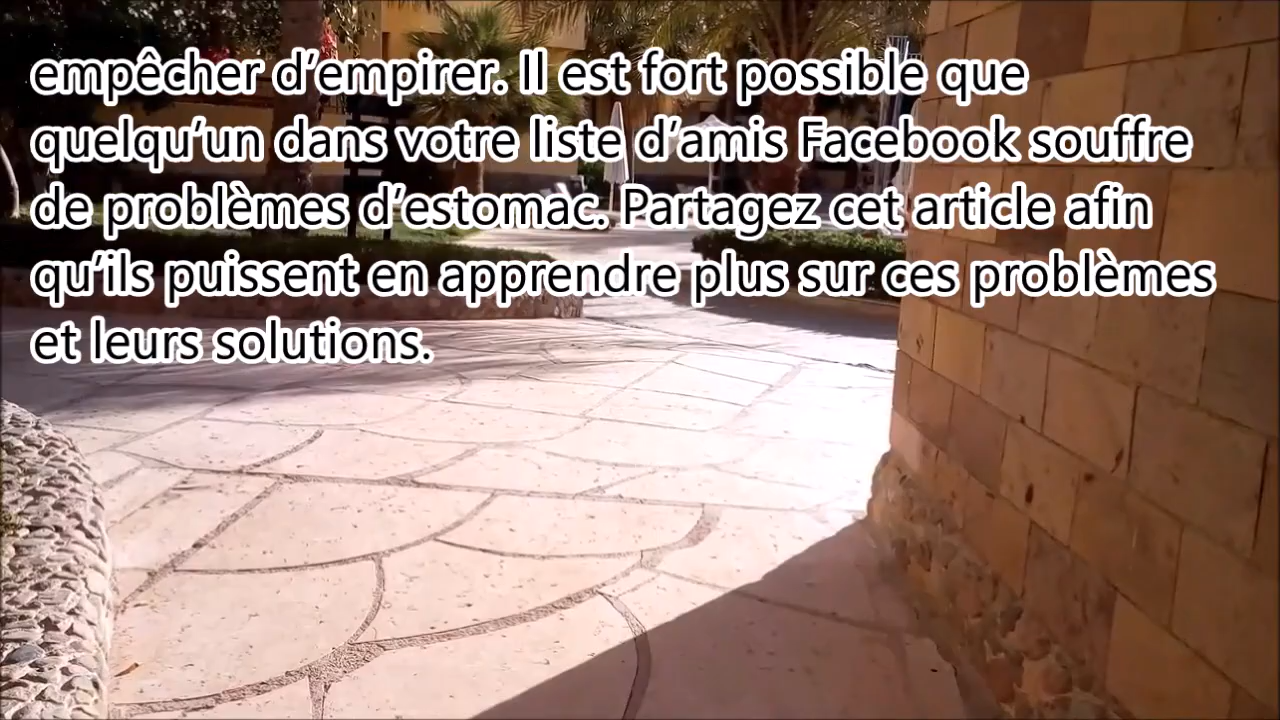 empêcher d’empirer. Il est fort possible que
quelqu’un dans votre liste d’amis Facebook souffre
de problèmes d’estomac. Partagez cet article afin
qu’ils puissent en apprendre plus sur ces problèmes
et leurs solutions.